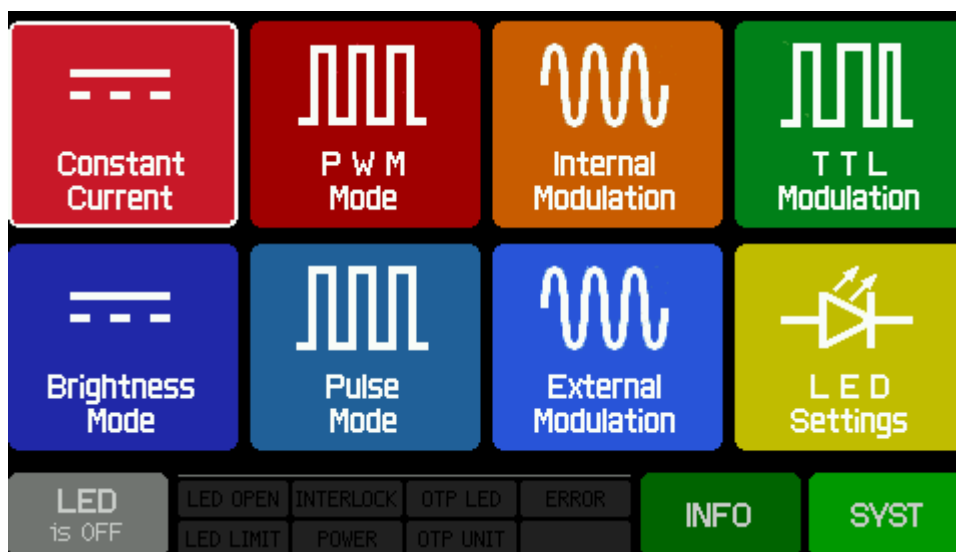 Constant
Current
P W M
Mode
Internal
Modulation
T T L
Modulation
Brightness
Mode
Pulse
Mode
External
Modulation
L E D
Settings
LED
is OFF
LED OPEN
INTERLOCK
OTP LED
ERROR
LED LIMIT
POWER
OTP UNIT
INFO
SYST